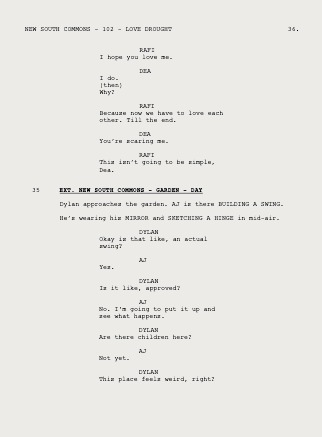 NEW SOUTH COMMONS - 102 - LOVE DROUGHT 36.
RAFI
I hope you love me.
DEA
I do.
(then)
Why?
RAFI
Because now we have to love each
other. Till the end.
DEA
You're scaring me.
RAFI
This isn't going to be simple,
Dea.
35 EXT. NEW SOUTH COMMONS - GARDEN - DAY
Dylan approaches the garden. AJ is there BUILDING A SWING.
He's wearing his MIRROR and SKETCHING A HINGE in mid-air.
DYLAN
Okay is that like, an actual
swing?
AJ
Yes.
DYLAN
Is it like, approved?
AJ
No. I'm going to put it up and
see what happens.
DYLAN
Are there children here?
AJ
Not yet.
DYLAN
This place feels weird, right?